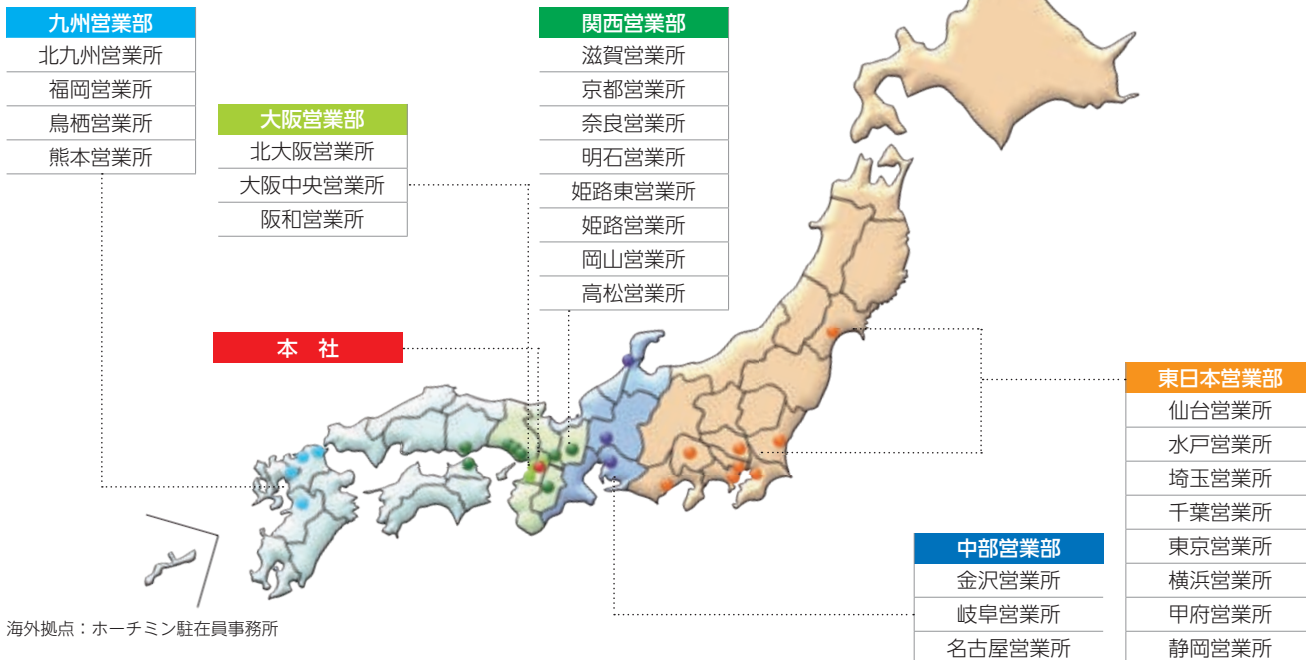 九州営業部
北九州営業所
福岡営業所
鳥栖営業所
熊本営業所
大阪営業部
北大阪営業所
大阪中央営業所
阪和営業所
関西営業部
滋賀営業所
京都営業所
奈良営業所
明石営業所
姫路東営業所
姫路営業所
岡山営業所
高松営業所
本 社
東日本営業部
仙台営業所
水戸営業所
埼玉営業所
千葉営業所
東京営業所
横浜営業所
甲府営業所
静岡営業所
中部営業部
金沢営業所
岐阜営業所
名古屋営業所
海外拠点：ホーチミン駐在員事務所